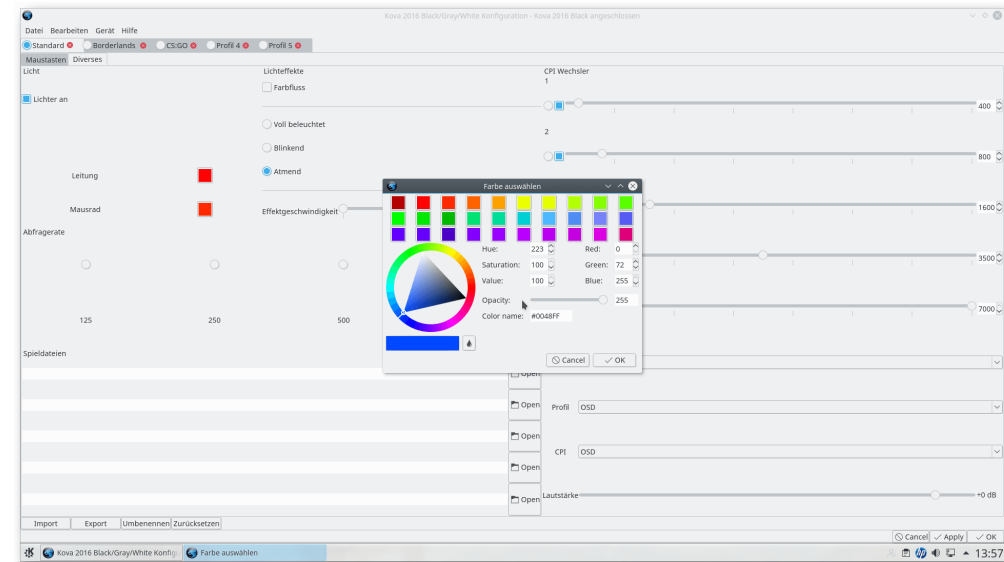 Kova 2016 Black/Gray/White Konfiguration - Kova 2016 Black angeschlossen
Datei Bearbeiten Gerät Hilfe
Standard Borderlands CS:GO Profil 4 Profil 5
Maustasten Diverses
Licht
Lichter an
Leitung
Mausrad
Abfragerate
125 250 500
Lichteffekte
Farbfluss
Voll beleuchtet
Blinkend
Atmend
Effektgeschwindigkeit
CPI Wechsler
1
400
2
800
1600
3500
7000
Farbe auswählen
Hue: 223 Red: 0
Saturation: 100 Green: 72
Value: 100 Blue: 255
Opacity: 255
Color name: #0048FF
Cancel OK
Spieldateien
Open
Open
Open
Open
Open
Profil OSD
CPI OSD
Lautstärke +0 dB
Import Export Umbenennen Zurücksetzen
Cancel Apply OK
Kova 2016 Black/Gray/White Konfigu Farbe auswählen 13:57